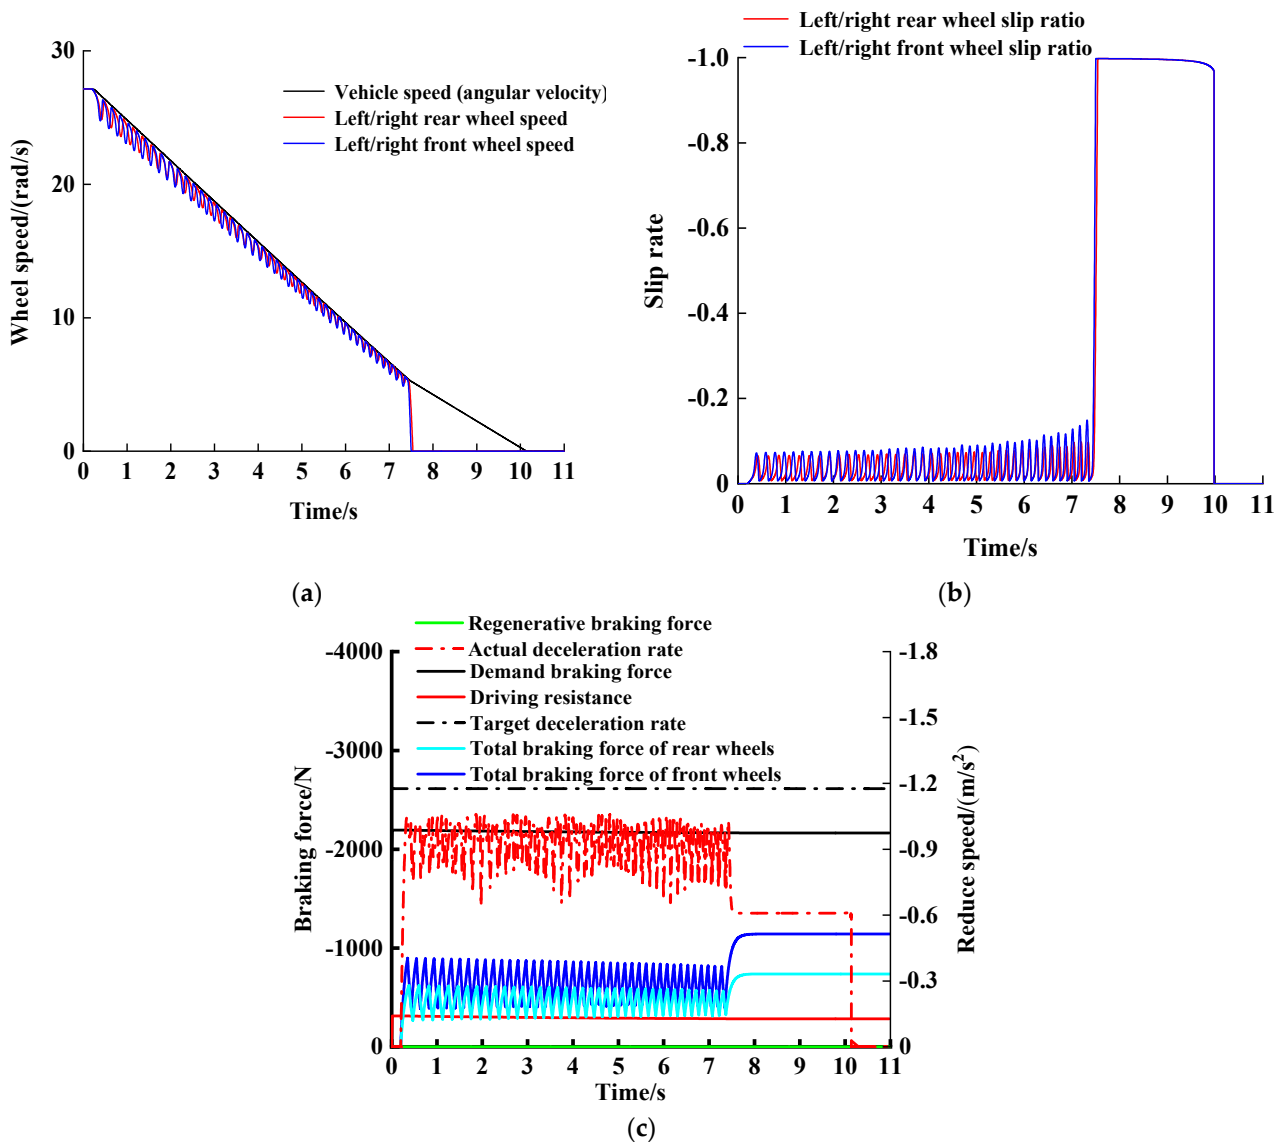 30
20
10
0
Wheel speed/(rad/s)
Vehicle speed (angular velocity)
Left/right rear wheel speed
Left/right front wheel speed
0 1 2 3 4 5 6 7 8 9 10 11
Time/s
(a)
Left/right rear wheel slip ratio
Left/right front wheel slip ratio
-1.0
-0.8
-0.6
-0.4
-0.2
0
Slip rate
0 1 2 3 4 5 6 7 8 9 10 11
Time/s
(b)
Regenerative braking force
Actual deceleration rate
Demand braking force
Driving resistance
Target deceleration rate
Total braking force of rear wheels
Total braking force of front wheels
-4000
-3000
-2000
-1000
0
Braking force/N
-1.8
-1.5
-1.2
-0.9
-0.6
-0.3
0
Reduce speed/(m/s²)
0 1 2 3 4 5 6 7 8 9 10 11
Time/s
(c)